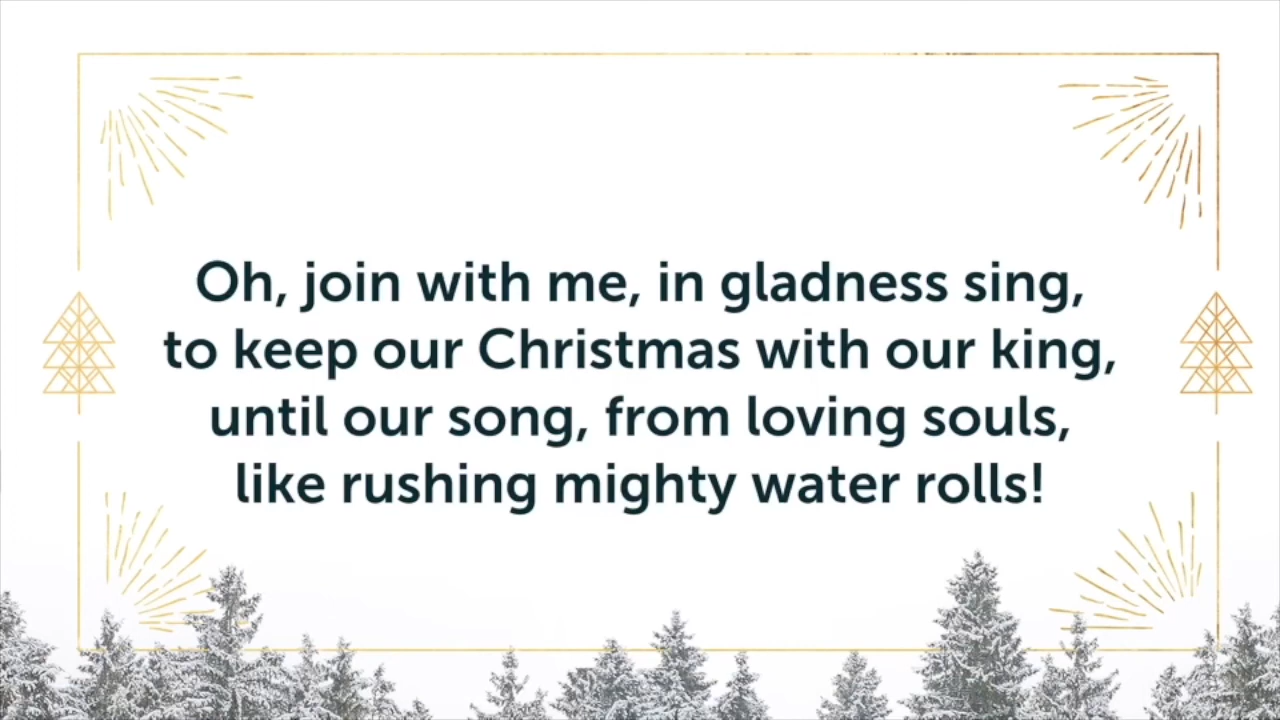 Oh, join with me, in gladness sing,
to keep our Christmas with our king,
until our song, from loving souls,
like rushing mighty water rolls!